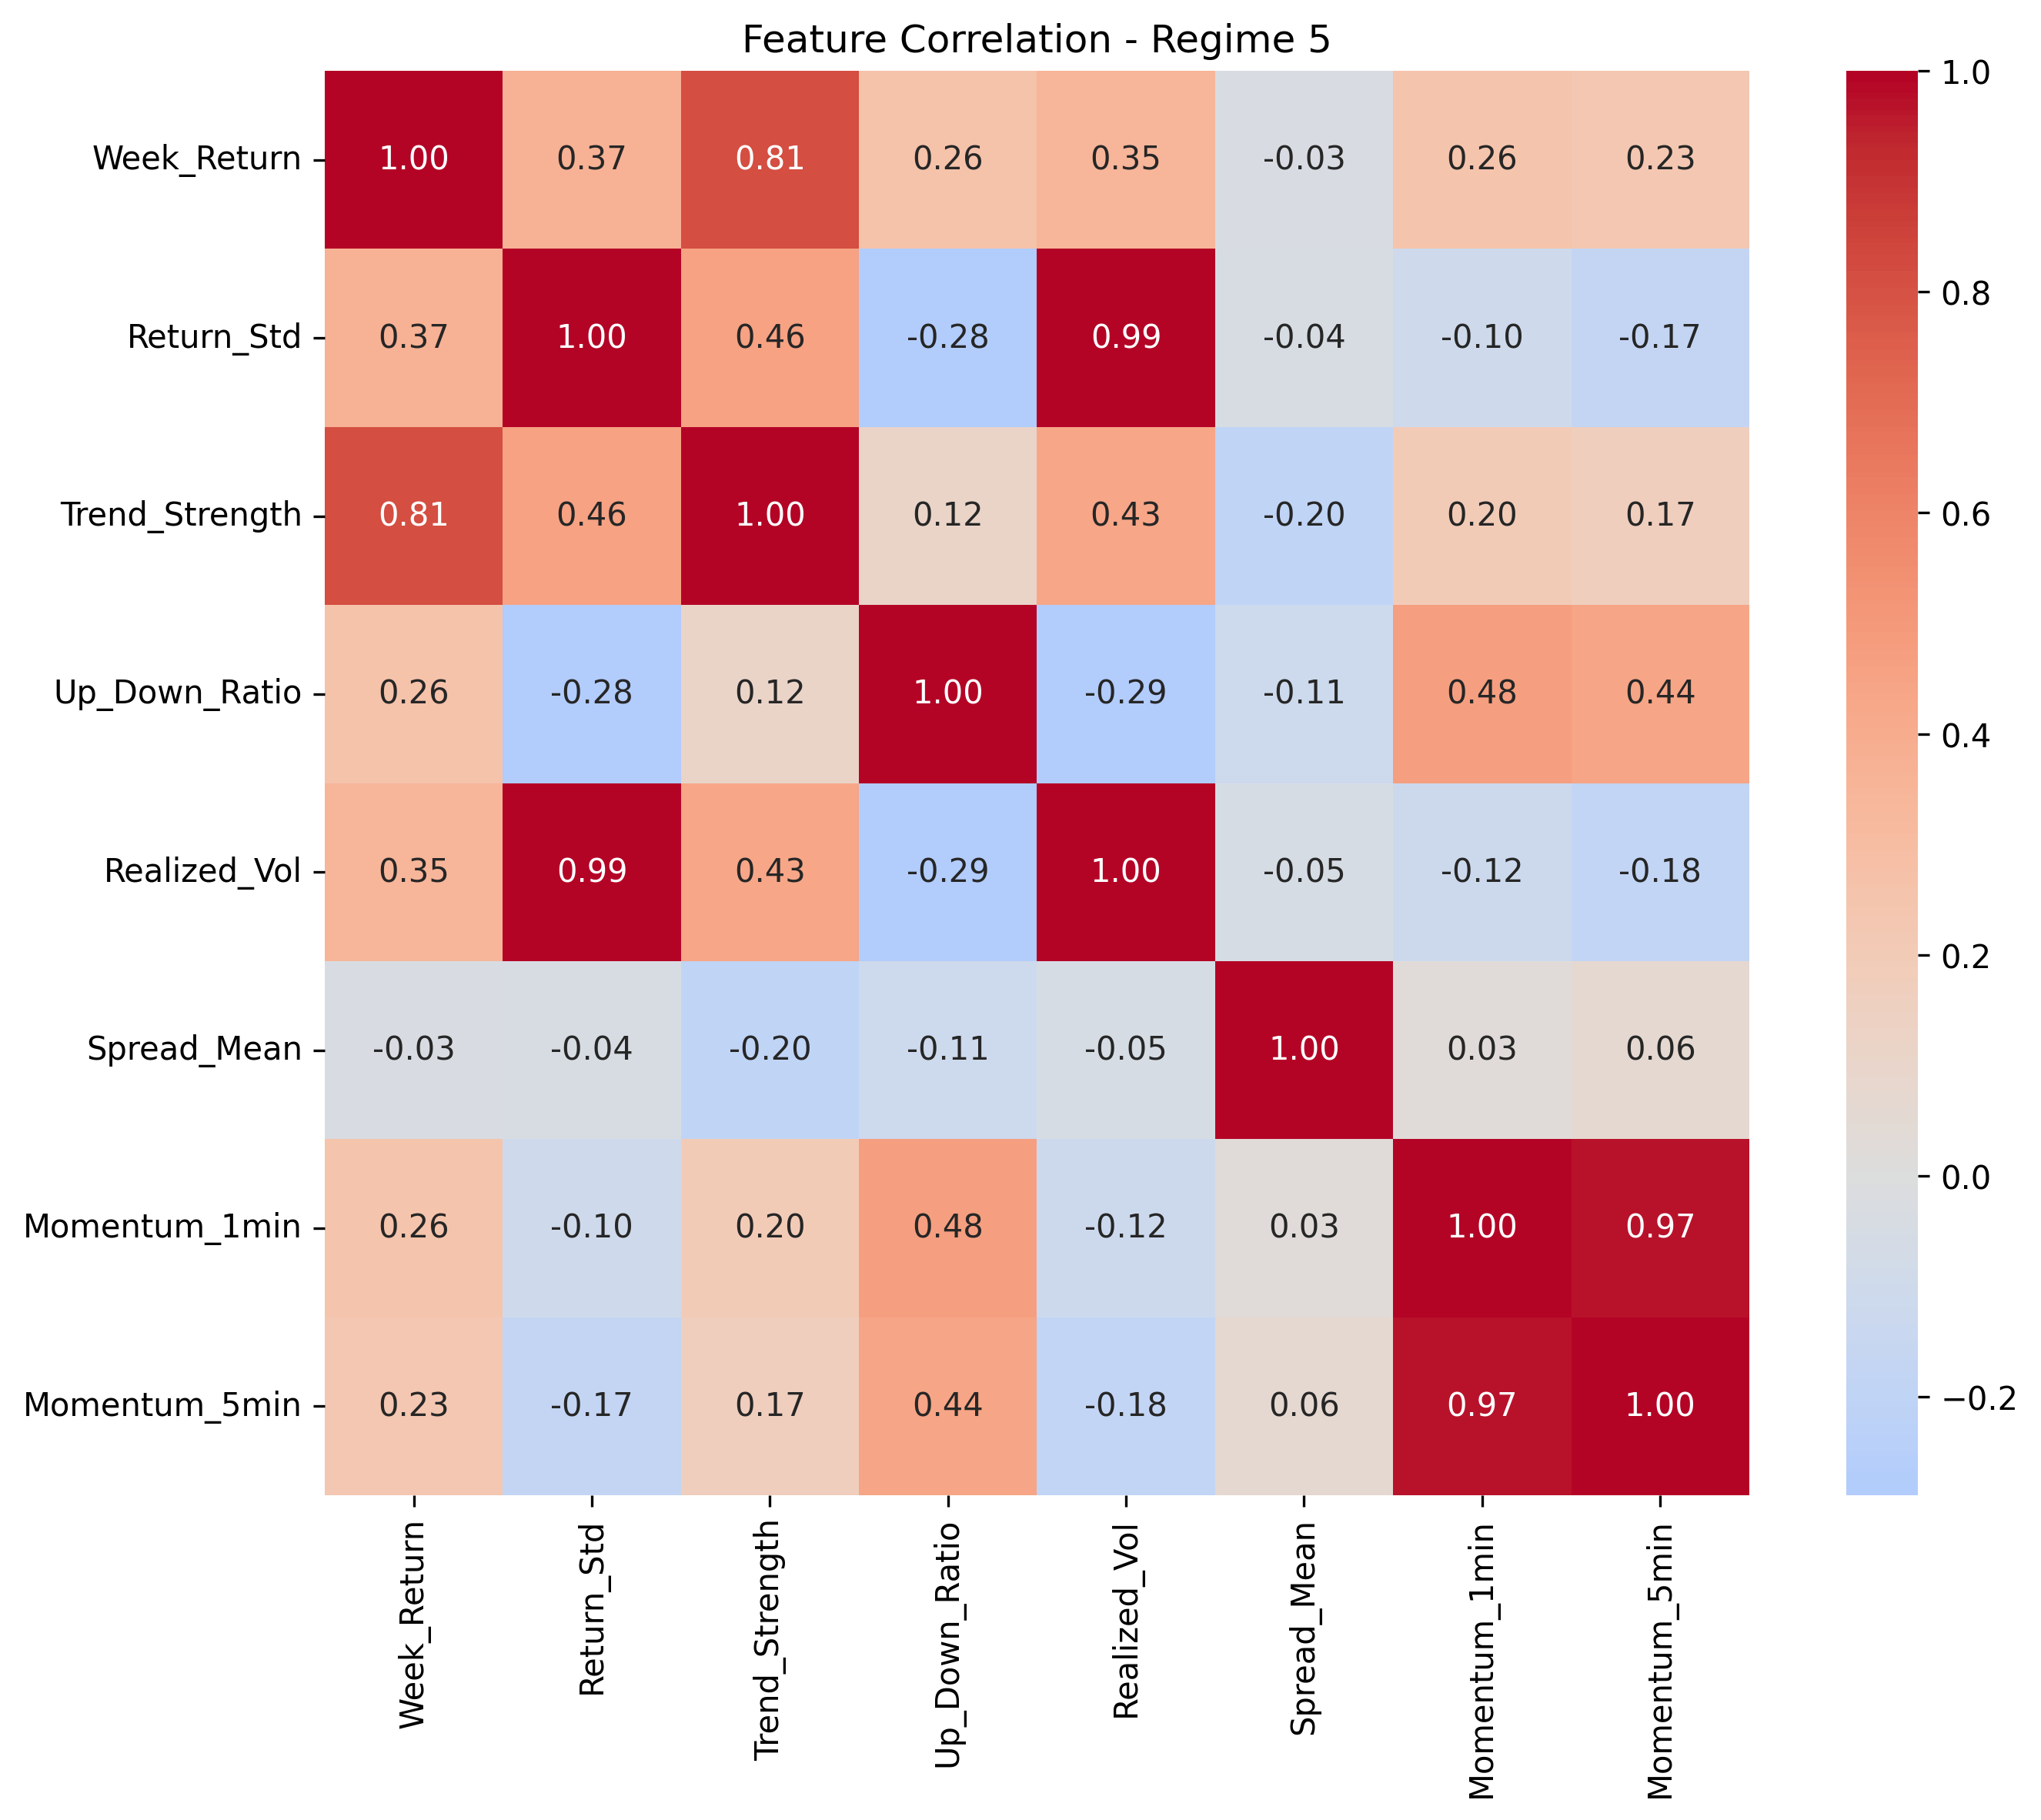 Feature Correlation - Regime 5
Week_Return 1.00 0.37 0.81 0.26 0.35 -0.03 0.26 0.23
Return_Std 0.37 1.00 0.46 -0.28 0.99 -0.04 -0.10 -0.17
Trend_Strength 0.81 0.46 1.00 0.12 0.43 -0.20 0.20 0.17
Up_Down_Ratio 0.26 -0.28 0.12 1.00 -0.29 -0.11 0.48 0.44
Realized_Vol 0.35 0.99 0.43 -0.29 1.00 -0.05 -0.12 -0.18
Spread_Mean -0.03 -0.04 -0.20 -0.11 -0.05 1.00 0.03 0.06
Momentum_1min 0.26 -0.10 0.20 0.48 -0.12 0.03 1.00 0.97
Momentum_5min 0.23 -0.17 0.17 0.44 -0.18 0.06 0.97 1.00
Week_Return
Return_Std
Trend_Strength
Up_Down_Ratio
Realized_Vol
Spread_Mean
Momentum_1min
Momentum_5min
1.0
0.8
0.6
0.4
0.2
0.0
−0.2